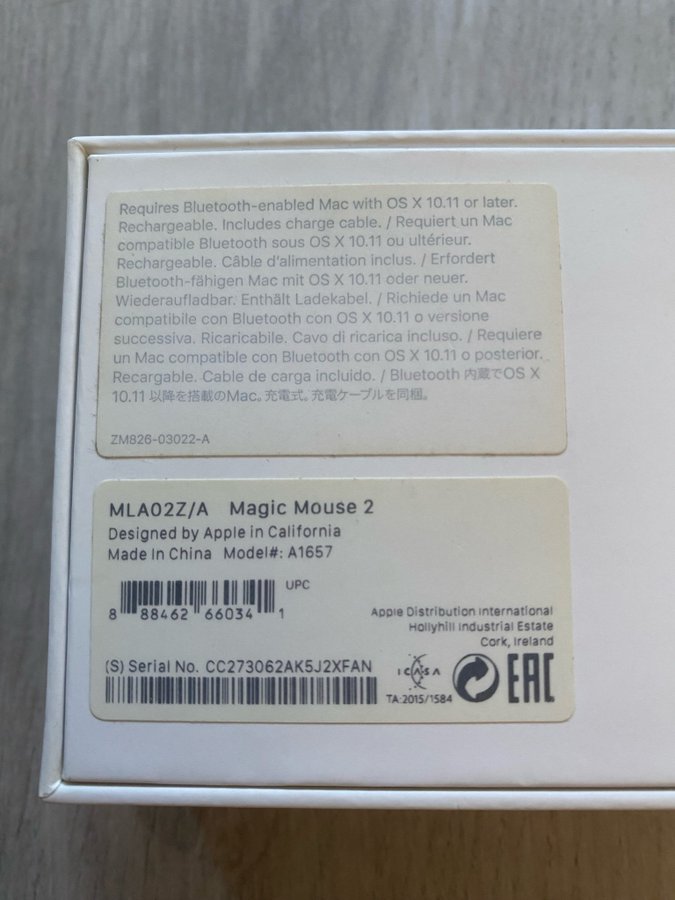 Requires Bluetooth-enabled Mac with OS X 10.11 or later.
Rechargeable. Includes charge cable. / Requiert un Mac
compatible Bluetooth sous OS X 10.11 ou ultérieur.
Rechargeable. Câble d'alimentation inclus. / Erfordert
Bluetooth-fähigen Mac mit OS X 10.11 oder neuer.
Wiederaufladbar. Enthält Ladekabel. / Richiede un Mac
compatibile con Bluetooth con OS X 10.11 o versione
successiva. Ricaricabile. Cavo di ricarica incluso. / Requiere
un Mac compatible con Bluetooth con OS X 10.11 o posterior.
Recargable. Cable de carga incluido. / Bluetooth 内蔵でOS X
10.11 以降を搭載のMac。充電式。充電ケーブルを同梱。
ZM826-03022-A
MLA02Z/A Magic Mouse 2
Designed by Apple in California
Made In China Model#: A1657
UPC
8 88462 66034 1
Apple Distribution International
Hollyhill Industrial Estate
Cork, Ireland
(S) Serial No. CC273062AK5J2XFAN
ICASA
TA:2015/1584
EAC